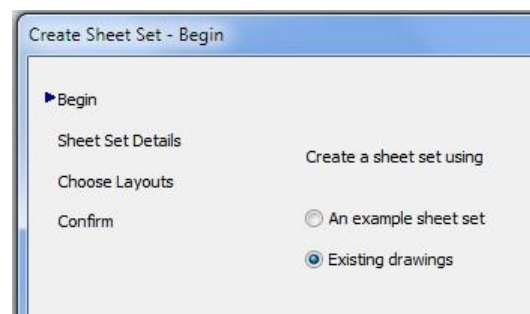 Create Sheet Set - Begin
Begin
Sheet Set Details
Choose Layouts
Confirm
Create a sheet set using
An example sheet set
Existing drawings